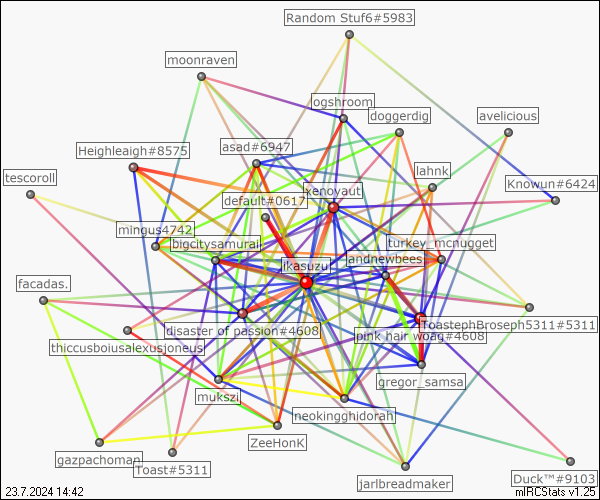 Random Stuf6#5983
moonraven
ogshroom
doggerdig
avelicious
asad#6947
Heighleigh#8575
tescoroll
lahnk
Knowun#6424
xenoyaut
default#0617
mingus4742
bigcitysamurai
turkey_mcnugget
andnewbees
ikasuzu
facadas.
disaster of passion#4608
ToastephBroseph5311#5311
pink hair woag#4608
thiccusboiusalexusjoneus
gregor_samsa
mukszi
neokingghidorah
ZeeHonK
gazpachoman
Toast#5311
jarlbreadmaker
Duck™#9103
23.7.2024 14:42
mIRCStats v1.25